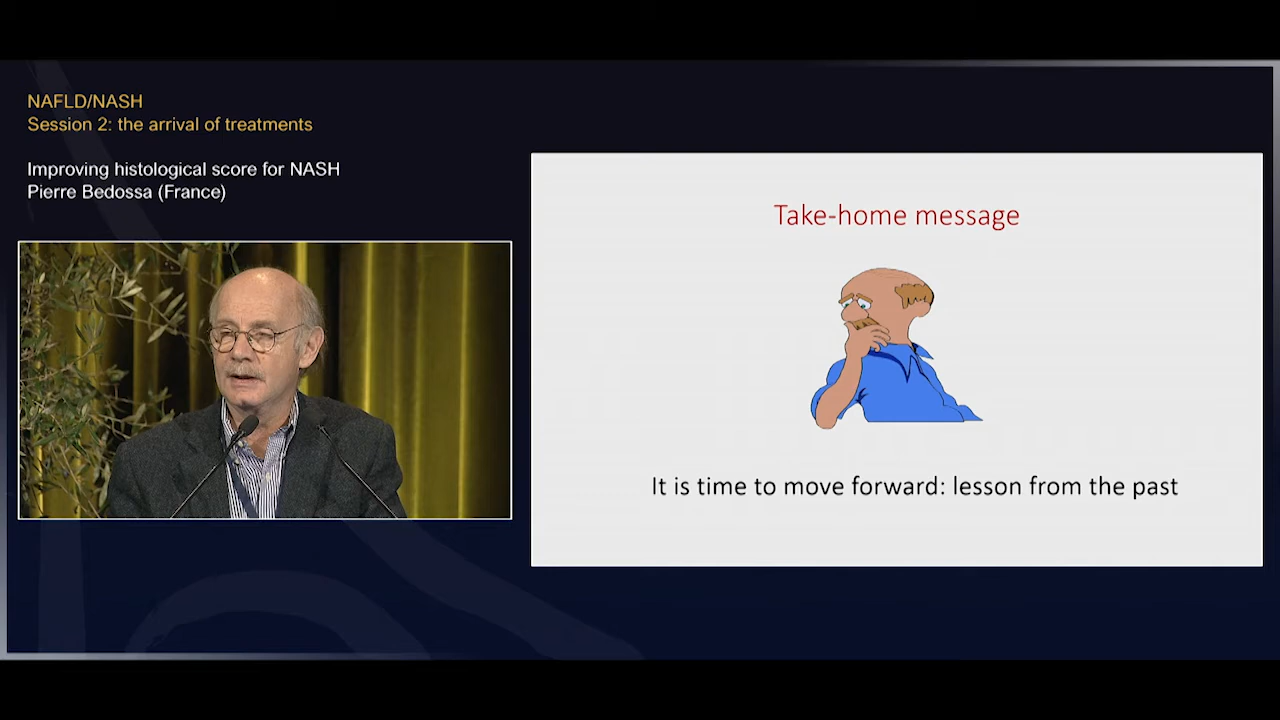 NAFLD/NASH
Session 2: the arrival of treatments
Improving histological score for NASH
Pierre Bedossa (France)
Take-home message
It is time to move forward: lesson from the past